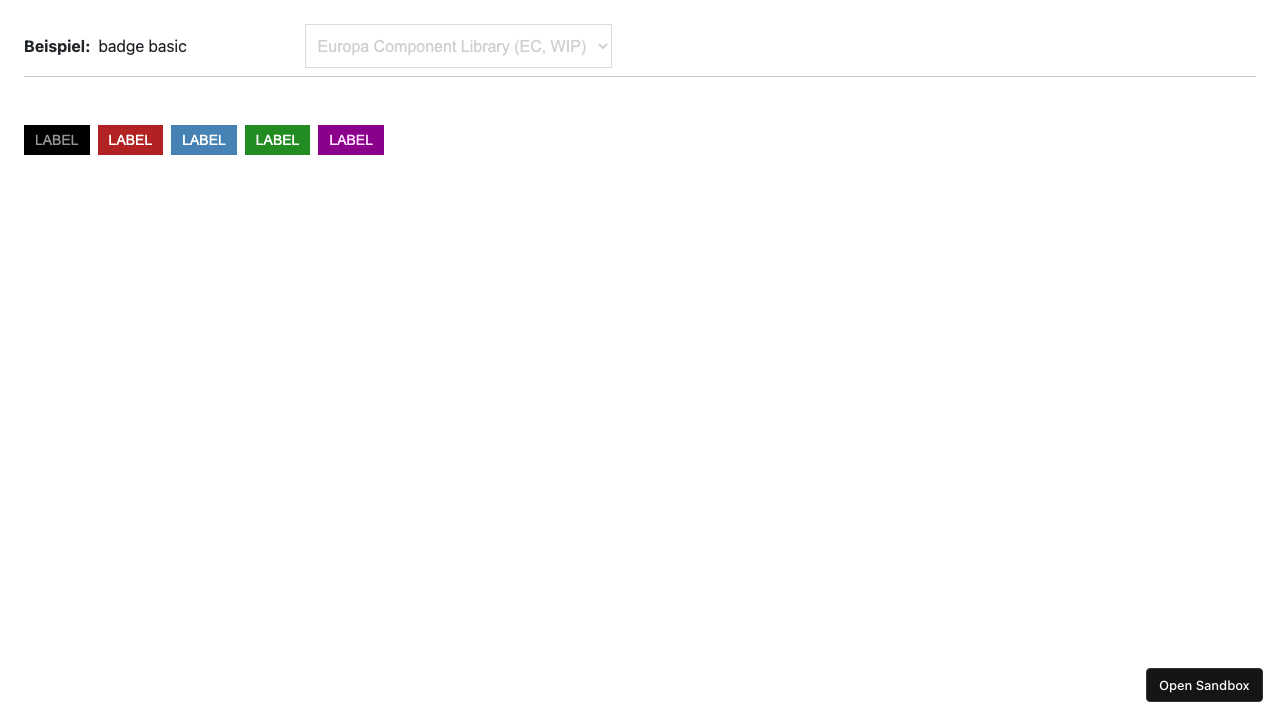 Beispiel: badge basic
Europa Component Library (EC, WIP)
LABEL LABEL LABEL LABEL LABEL
Open Sandbox